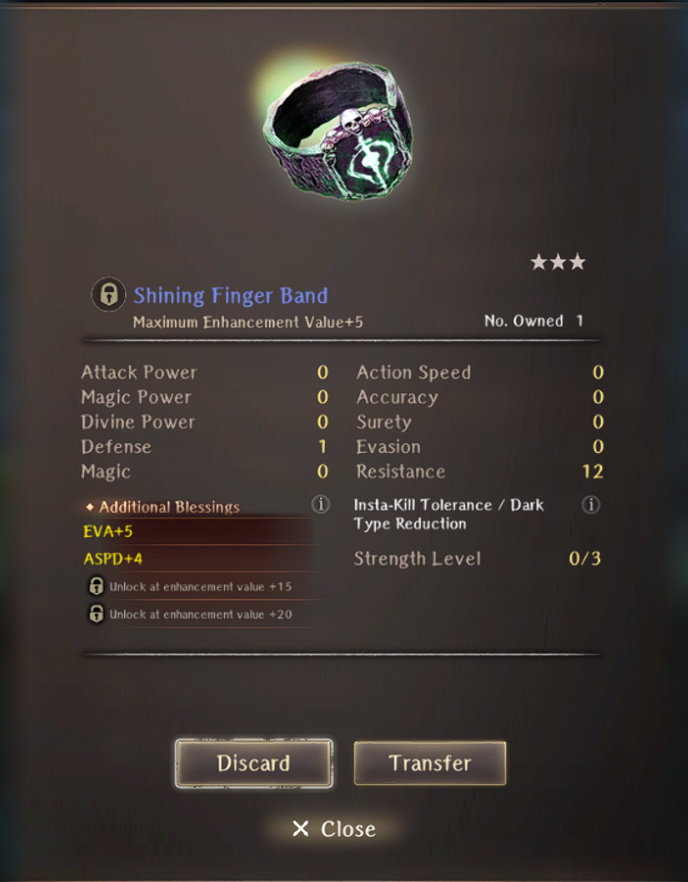 ★★★
Shining Finger Band
Maximum Enhancement Value+5
No. Owned 1
Attack Power 0
Magic Power 0
Divine Power 0
Defense 1
Magic 0
Action Speed 0
Accuracy 0
Surety 0
Evasion 0
Resistance 12
Additional Blessings
EVA+5
ASPD+4
Unlock at enhancement value +15
Unlock at enhancement value +20
Insta-Kill Tolerance / Dark
Type Reduction
Strength Level 0/3
Discard
Transfer
✕ Close